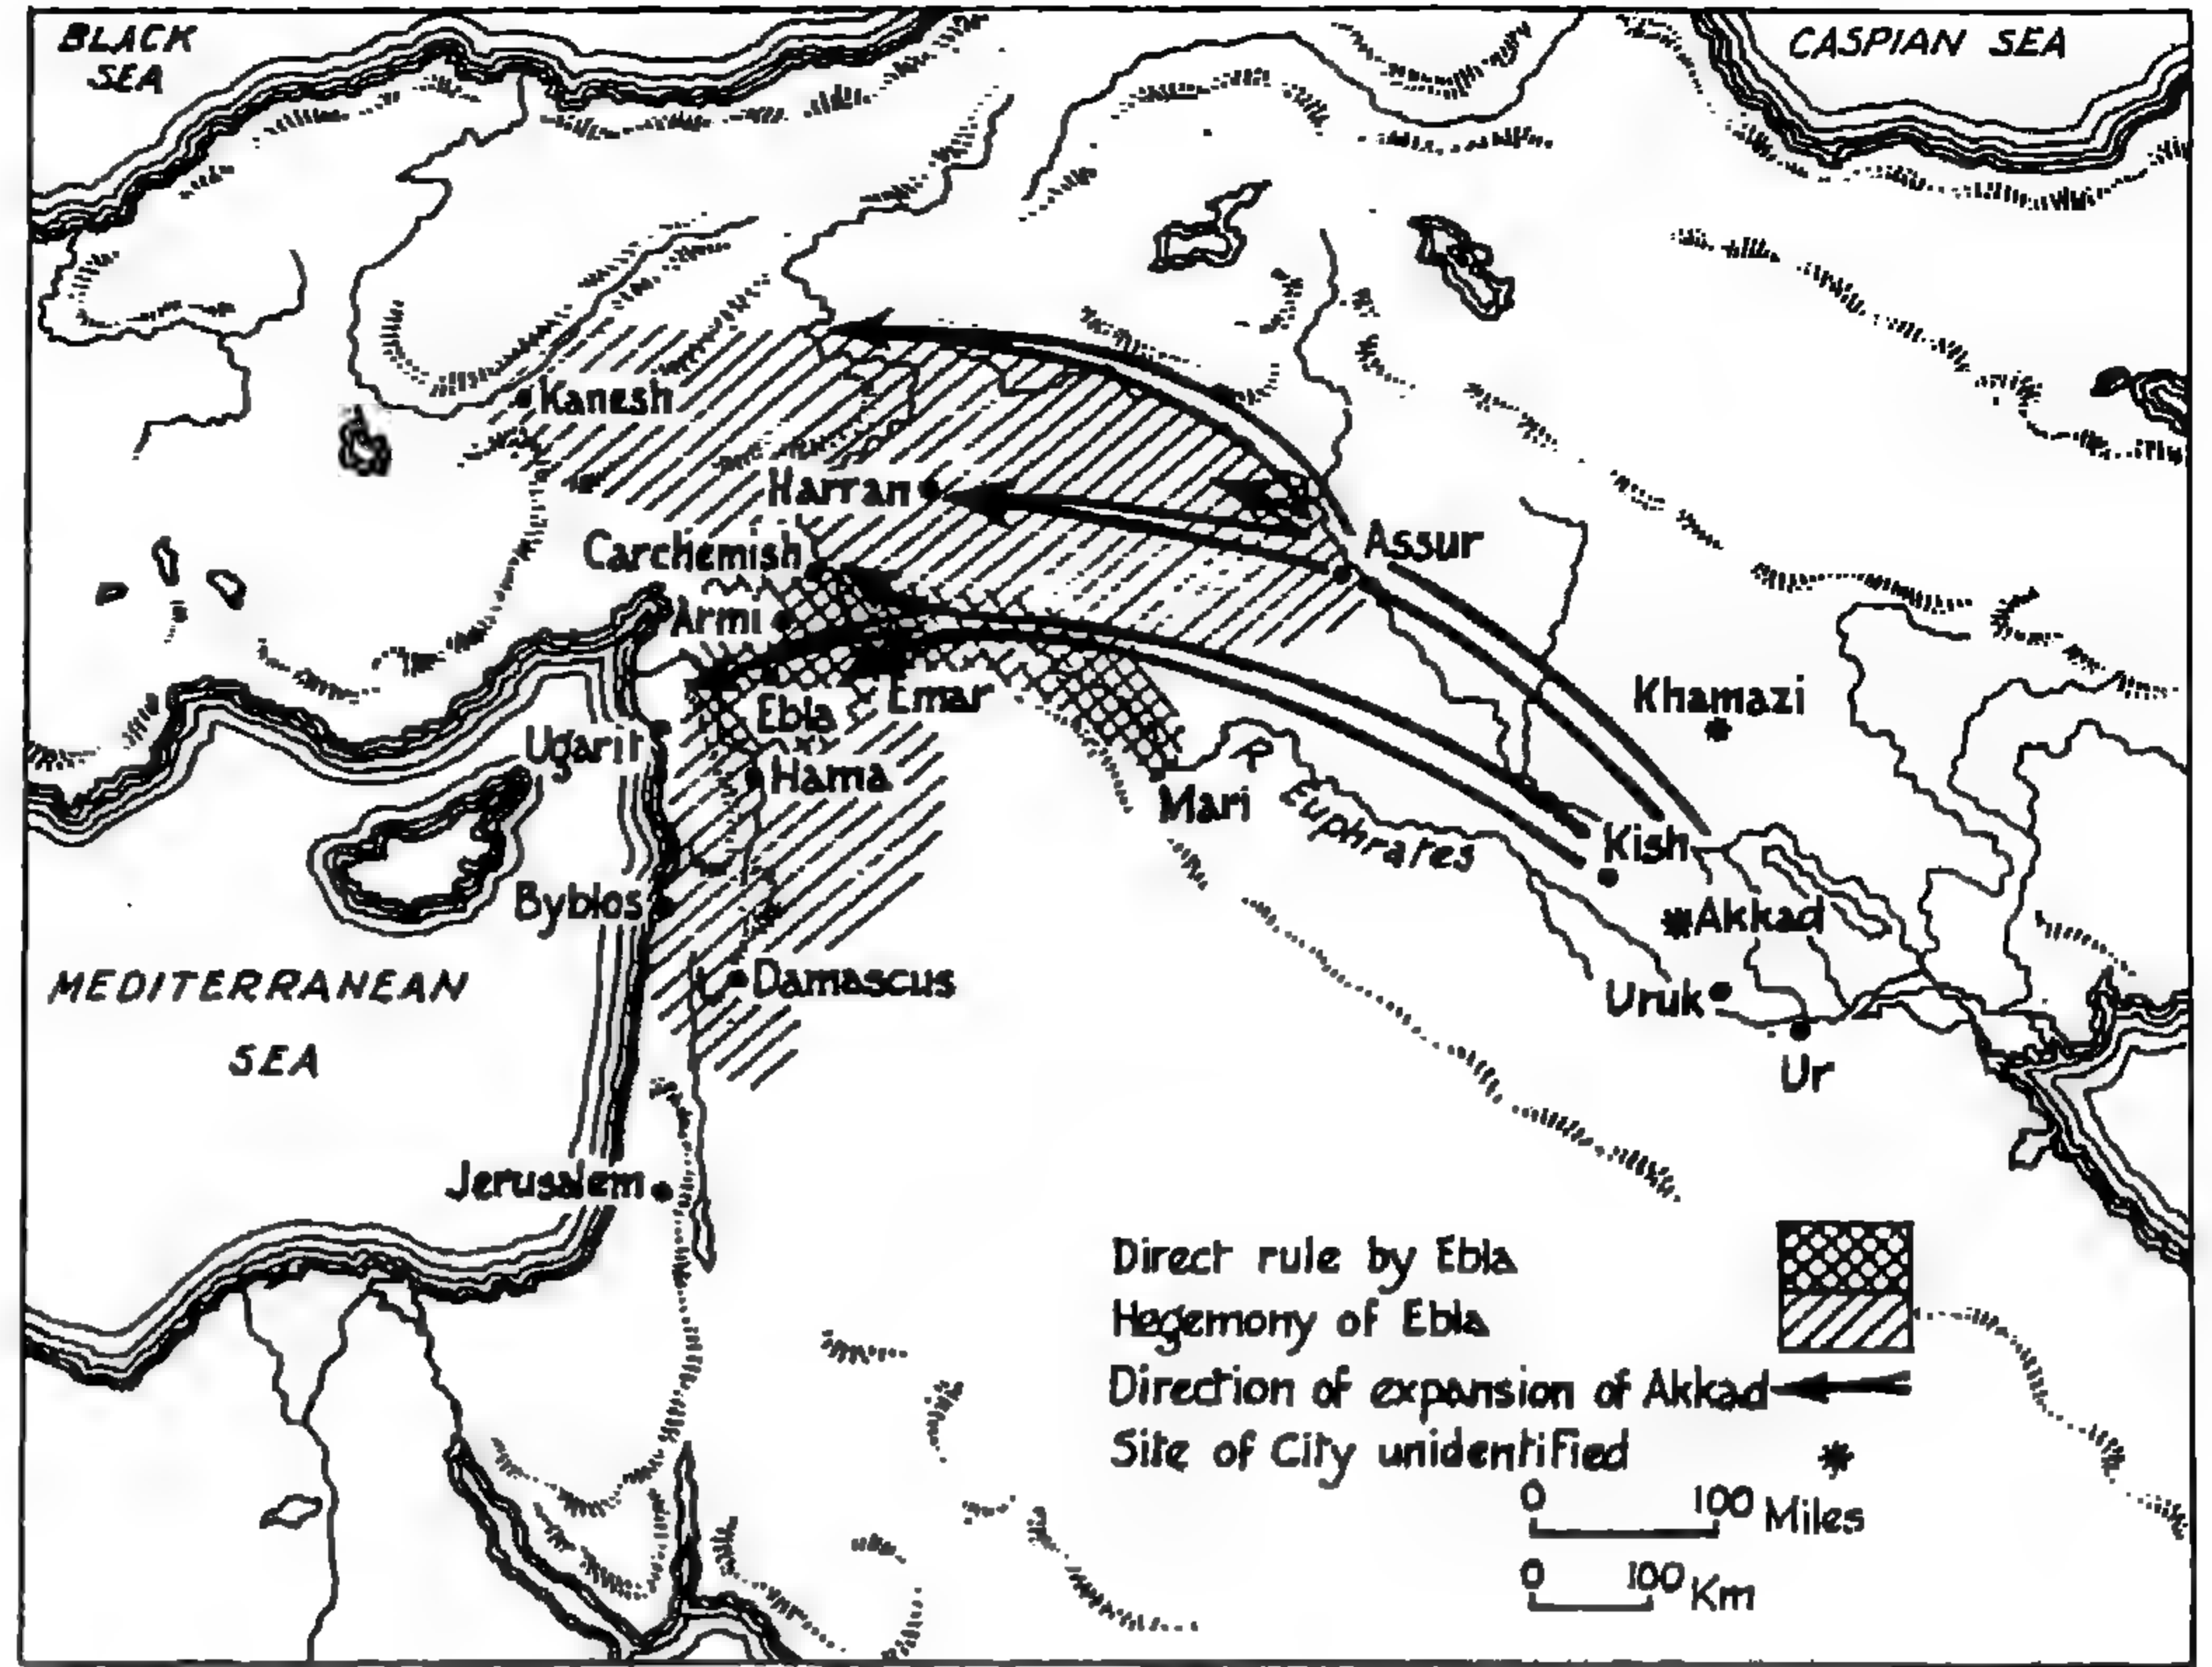 BLACK
SEA
CASPIAN SEA
Kanesh
Harran
Assur
Carchemish
Armi
Khamazi
Emar
Ebla
Ugarit
Hama
Mari
Euphrates
Kish
Byblos
Akkad
Damascus
MEDITERRANEAN
SEA
Uruk
Ur
Jerusalem
Direct rule by Ebla
Hegemony of Ebla
Direction of expansion of Akkad
Site of City unidentified
0 100 Miles
0 100 Km